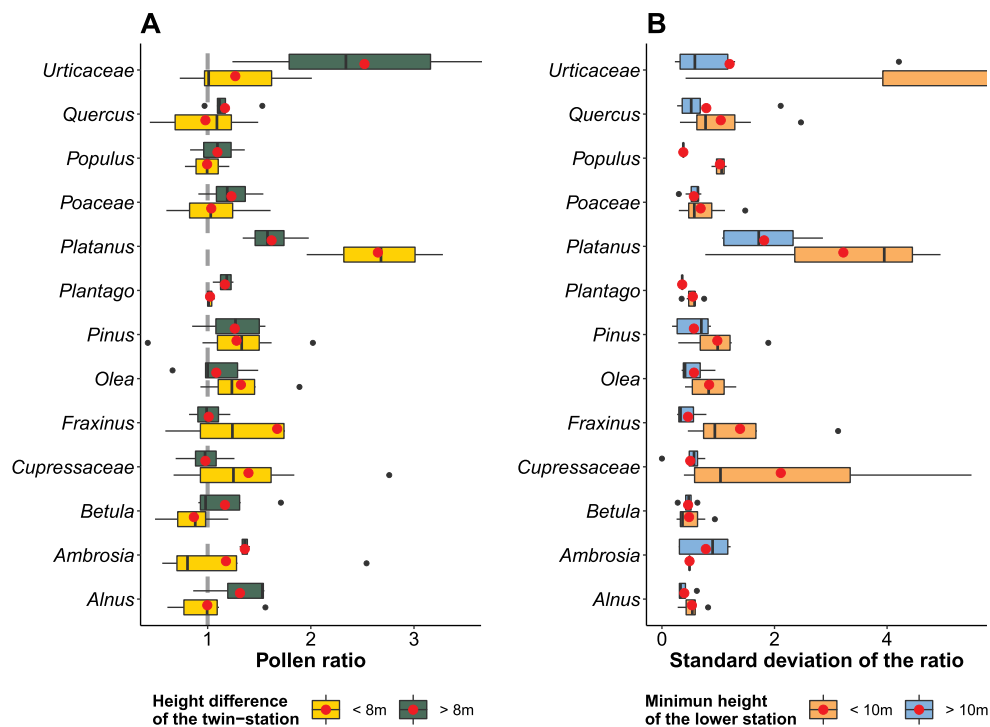 A
B
Urticaceae
Urticaceae
Quercus
Quercus
Populus
Populus
Poaceae
Poaceae
Platanus
Platanus
Plantago
Plantago
Pinus
Pinus
Olea
Olea
Fraxinus
Fraxinus
Cupressaceae
Cupressaceae
Betula
Betula
Ambrosia
Ambrosia
Alnus
Alnus
1 2 3
0 2 4
Pollen ratio
Standard deviation of the ratio
Height difference
of the twin−station
< 8m > 8m
Minimun height
of the lower station
< 10m > 10m